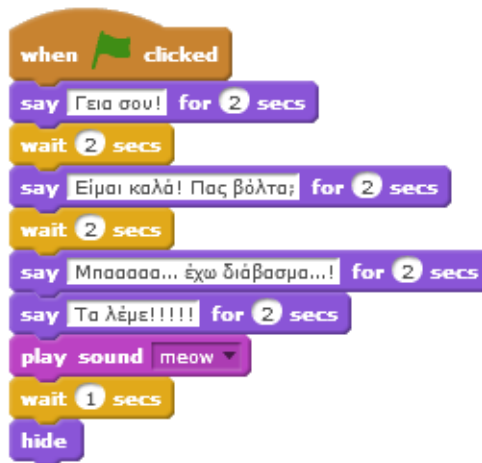 when clicked
say Γεια σου! for 2 secs
wait 2 secs
say Είμαι καλά! Πας βόλτα; for 2 secs
wait 2 secs
say Μπααααα... έχω διάβασμα...! for 2 secs
say Τα λέμε!!!!! for 2 secs
play sound meow
wait 1 secs
hide